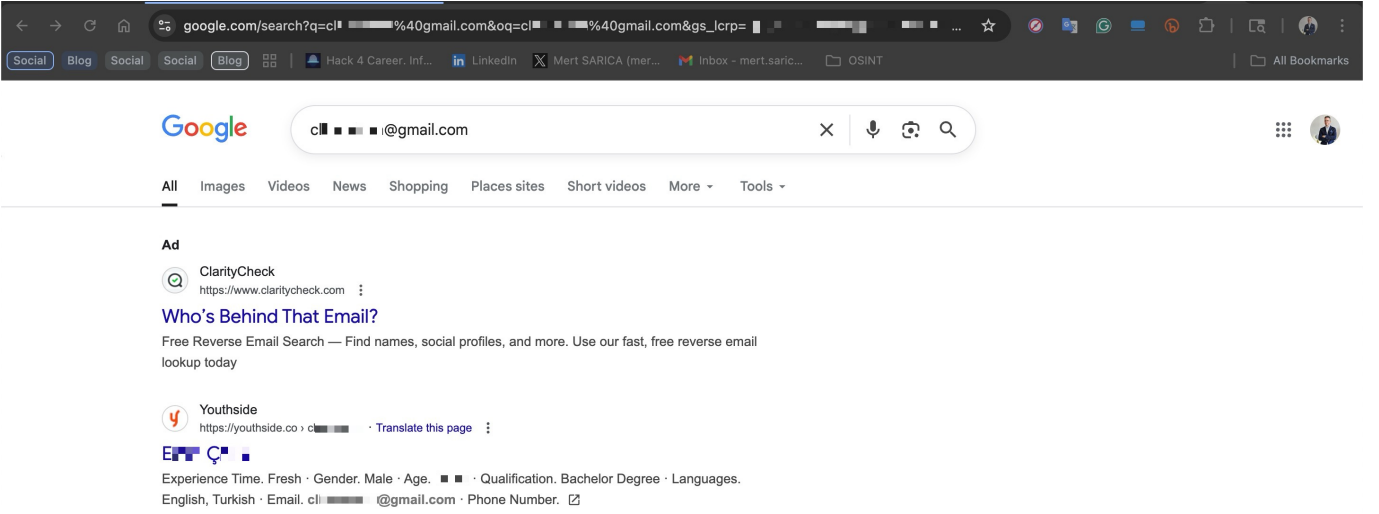 google.com/search?q=cl %40gmail.com&oq=cl %40gmail.com&gs_lcrp= ...
Social Blog Social Social Blog Hack 4 Career. Inf... LinkedIn Mert SARICA (mer... Inbox - mert.saric... OSINT All Bookmarks
Google cl @gmail.com
All Images Videos News Shopping Places sites Short videos More Tools
Ad
ClarityCheck
https://www.claritycheck.com
Who's Behind That Email?
Free Reverse Email Search — Find names, social profiles, and more. Use our fast, free reverse email
lookup today
Youthside
https://youthside.co › c · Translate this page
E Ç
Experience Time. Fresh · Gender. Male · Age. · Qualification. Bachelor Degree · Languages.
English, Turkish · Email. cl @gmail.com · Phone Number.